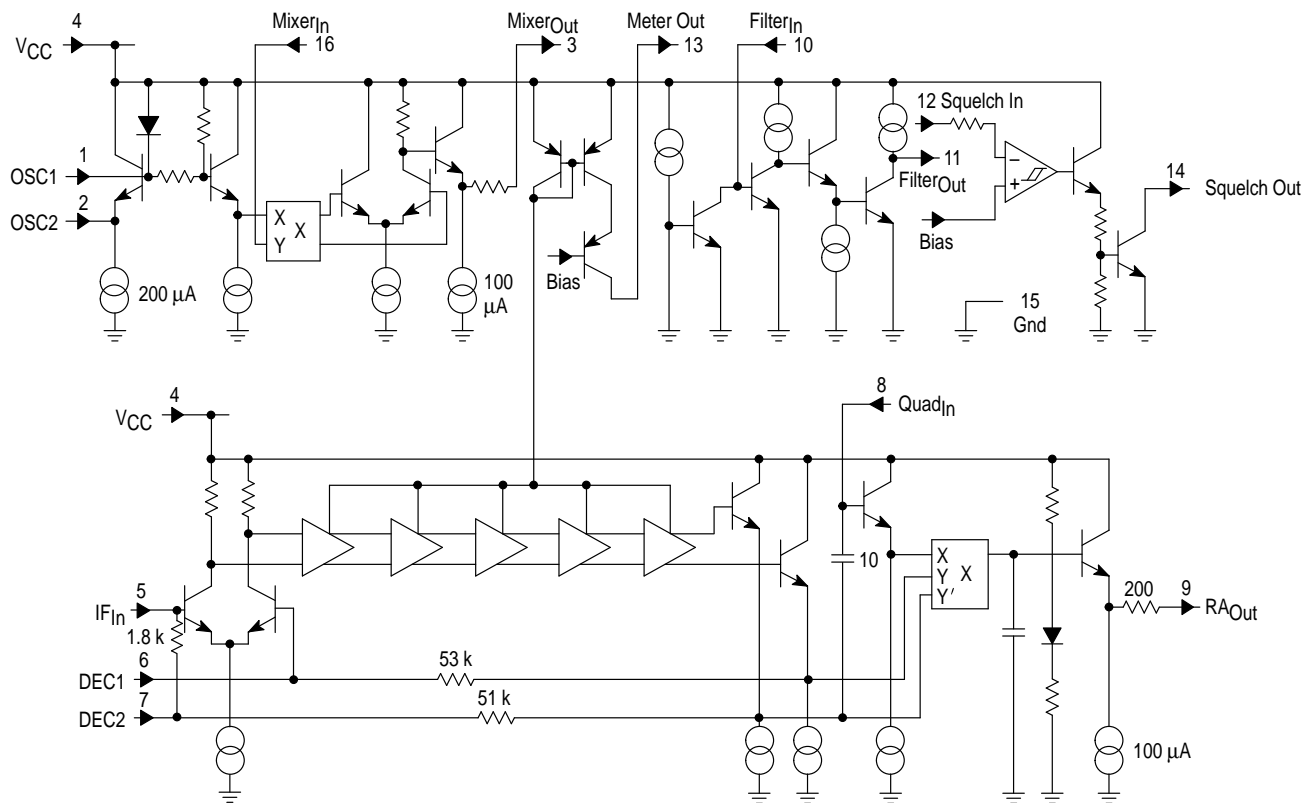 4
VCC
MixerIn
16
MixerOut
3
Meter Out
13
FilterIn
10
12 Squelch In
1
OSC1
2
OSC2
X
Y
X
200 µA
100
µA
Bias
11
FilterOut
−
+
Bias
14
Squelch Out
15
Gnd
4
VCC
8
QuadIn
10
X
Y
Y′
X
5
IFIn
1.8 k
6
DEC1
53 k
7
DEC2
51 k
200
9
RAOut
100 µA